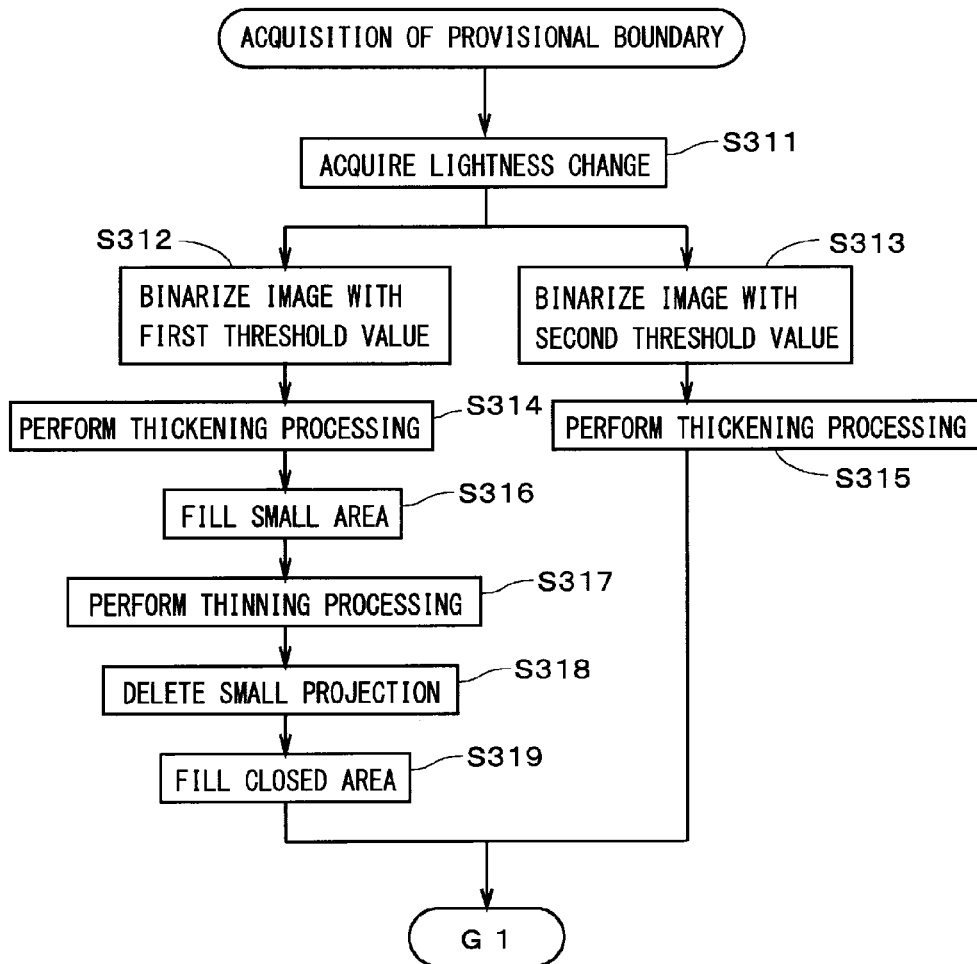 ACQUISITION OF PROVISIONAL BOUNDARY
S311
ACQUIRE LIGHTNESS CHANGE
S312
S313
BINARIZE IMAGE WITH
FIRST THRESHOLD VALUE
BINARIZE IMAGE WITH
SECOND THRESHOLD VALUE
S314
PERFORM THICKENING PROCESSING
PERFORM THICKENING PROCESSING
S315
S316
FILL SMALL AREA
S317
PERFORM THINNING PROCESSING
S318
DELETE SMALL PROJECTION
S319
FILL CLOSED AREA
G 1